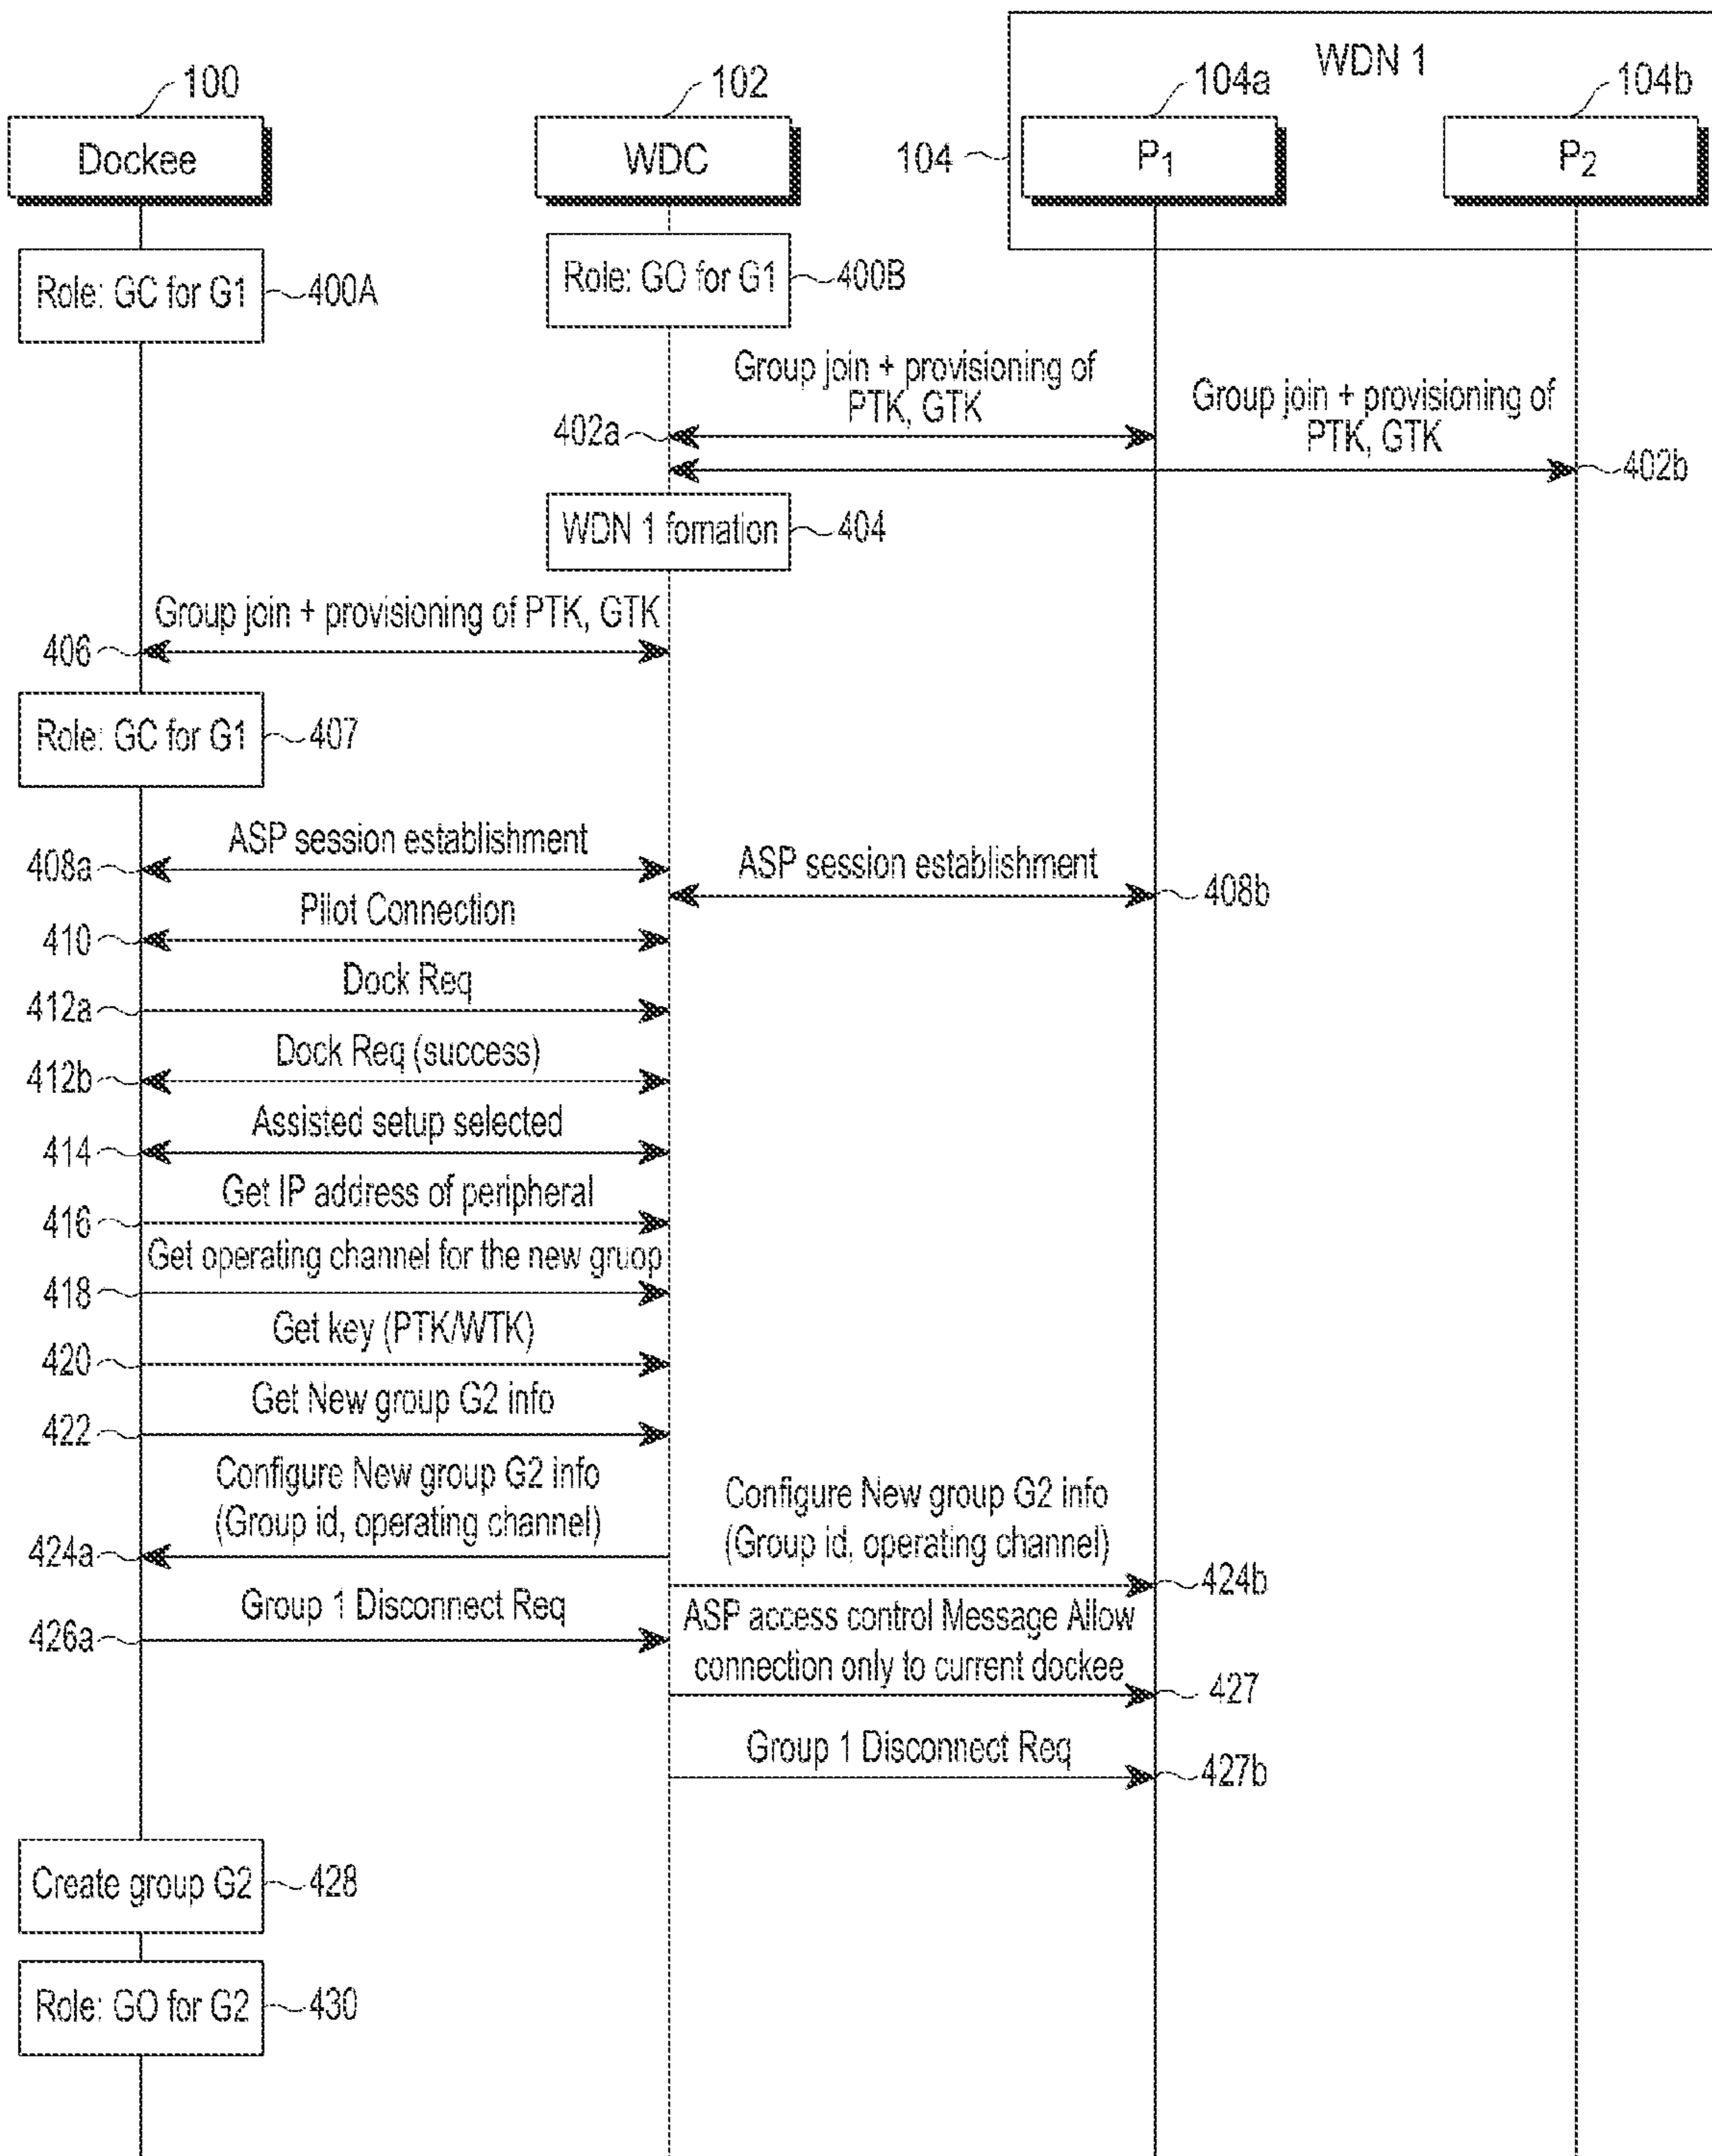 WDN 1
100
102
104a
104b
Dockee
WDC
104
P1
P2
Role: GC for G1
400A
Role: GO for G1
400B
Group join + provisioning of
PTK, GTK
402a
Group join + provisioning of
PTK, GTK
402b
WDN 1 fornation
404
Group join + provisioning of PTK, GTK
406
Role: GC for G1
407
ASP session establishment
408a
ASP session establishment
408b
Pilot Connection
410
Dock Req
412a
Dock Req (success)
412b
Assisted setup selected
414
Get IP address of peripheral
416
Get operating channel for the new gruop
418
Get key (PTK/WTK)
420
Get New group G2 info
422
Configure New group G2 info
(Group id, operating channel)
424a
Configure New group G2 info
(Group id, operating channel)
424b
Group 1 Disconnect Req
426a
ASP access control Message Allow
connection only to current dockee
427
Group 1 Disconnect Req
427b
Create group G2
428
Role: GO for G2
430